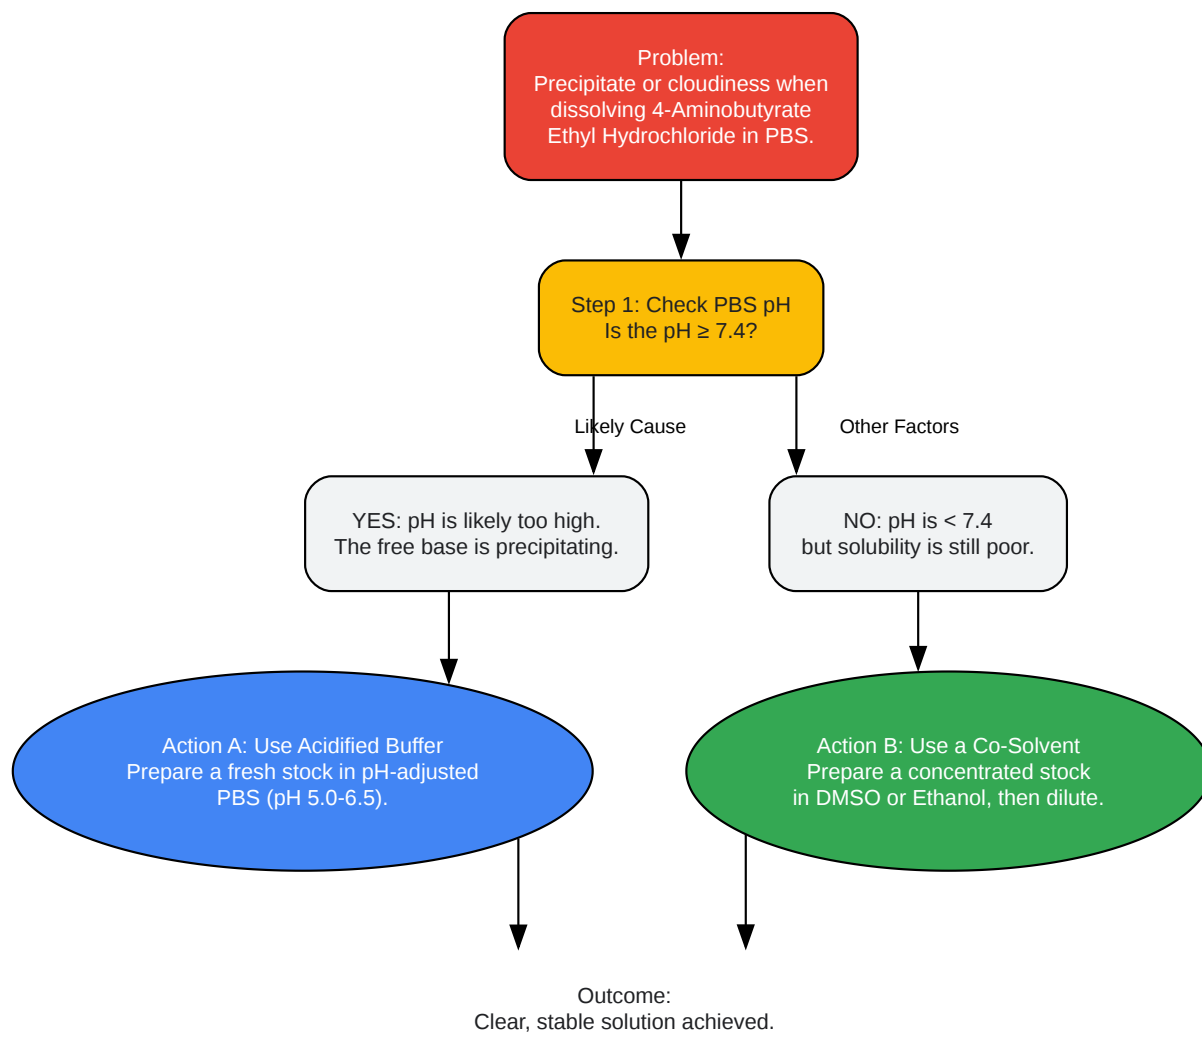 Problem:
Precipitate or cloudiness when
dissolving 4-Aminobutyrate
Ethyl Hydrochloride in PBS.
Step 1: Check PBS pH
Is the pH ≥ 7.4?
Likely Cause
Other Factors
YES: pH is likely too high.
The free base is precipitating.
NO: pH is < 7.4
but solubility is still poor.
Action A: Use Acidified Buffer
Prepare a fresh stock in pH-adjusted
PBS (pH 5.0-6.5).
Action B: Use a Co-Solvent
Prepare a concentrated stock
in DMSO or Ethanol, then dilute.
Outcome:
Clear, stable solution achieved.